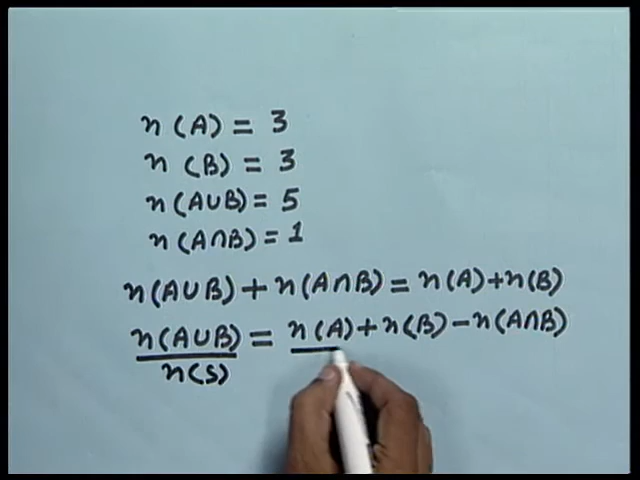 n(A) = 3
n(B) = 3
n(A∪B) = 5
n(A∩B) = 1
n(A∪B) + n(A∩B) = n(A) + n(B)
n(A∪B) = n(A) + n(B) - n(A∩B)
n(S)